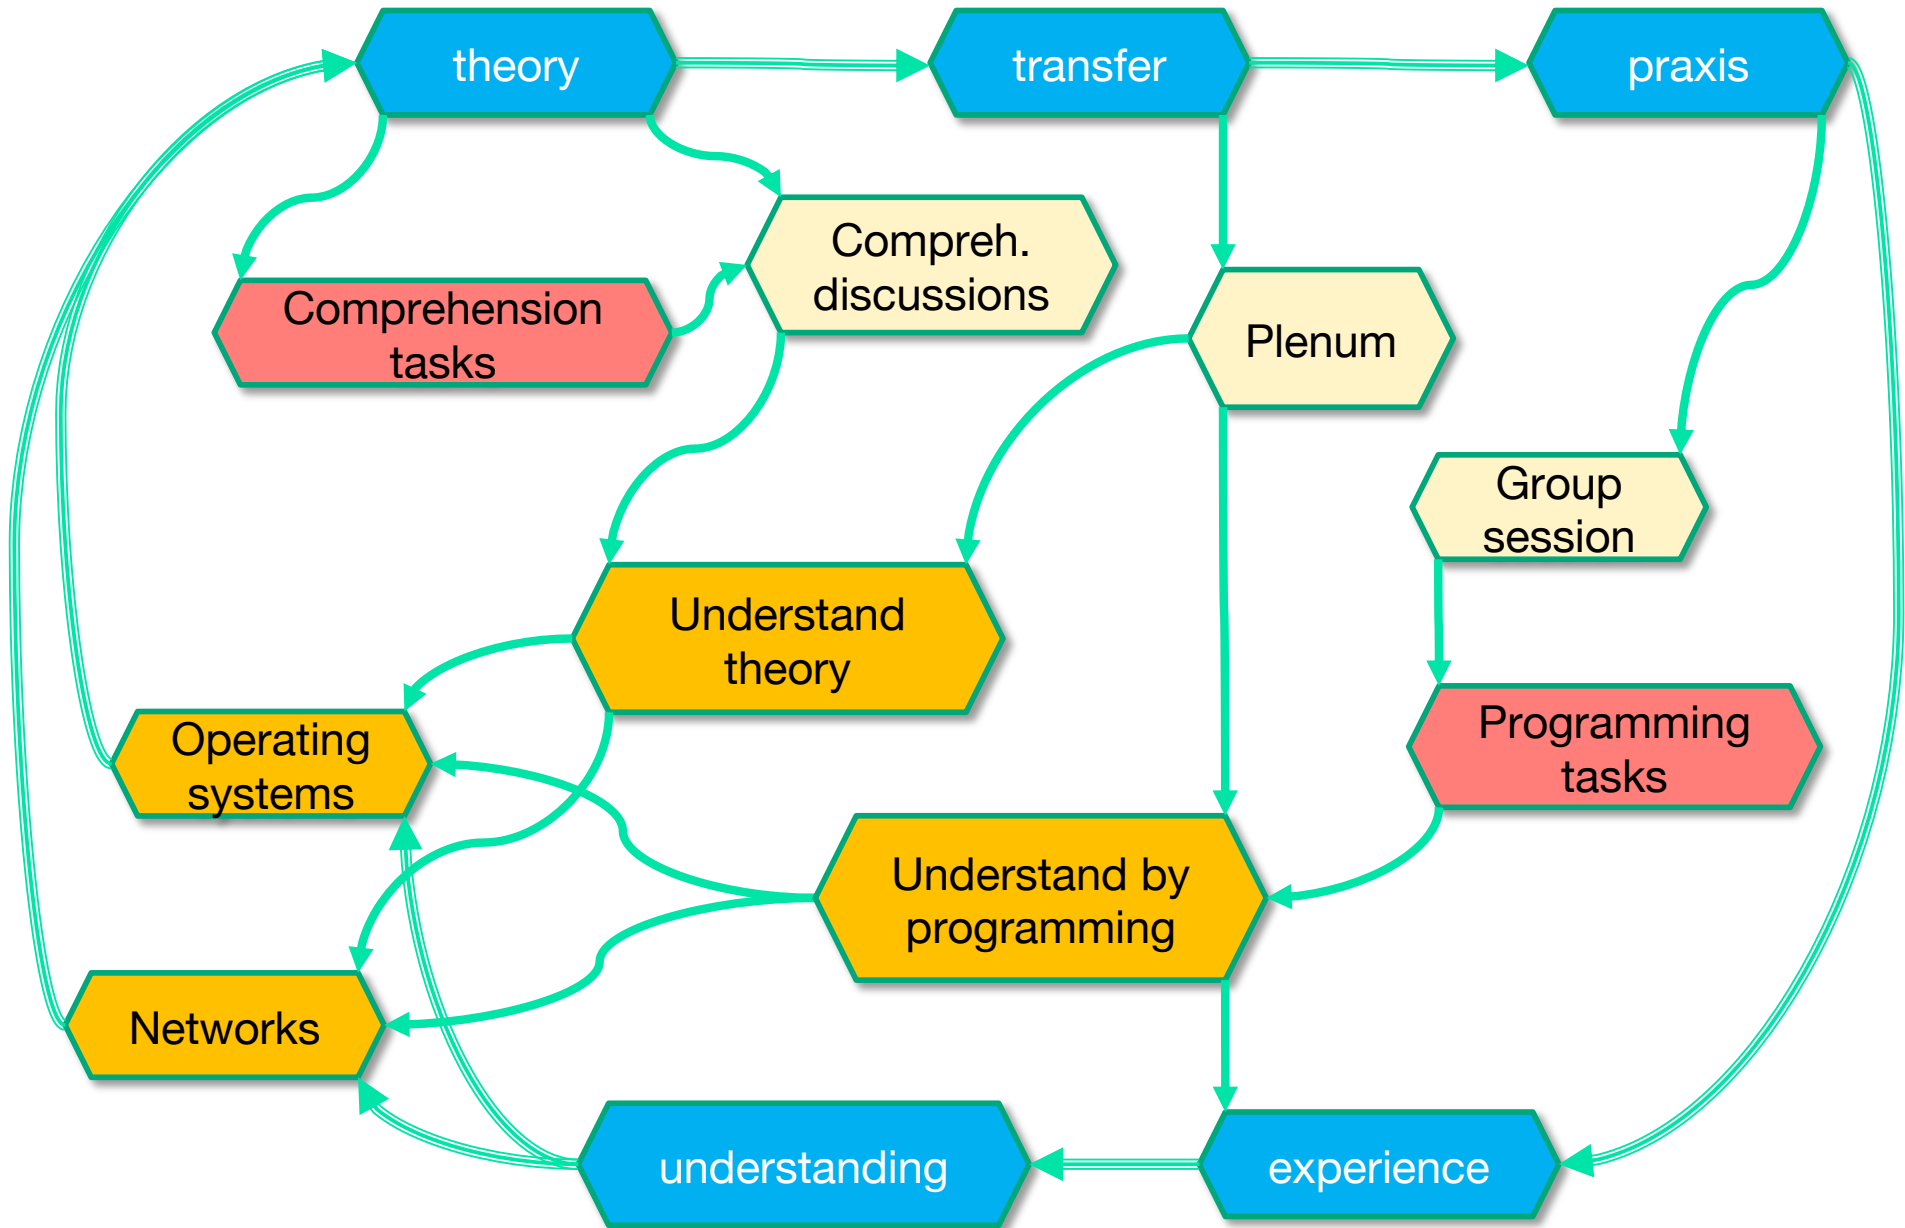 theory
transfer
praxis
Compreh.
discussions
Comprehension
tasks
Plenum
Group
session
Understand
theory
Operating
systems
Programming
tasks
Understand by
programming
Networks
understanding
experience